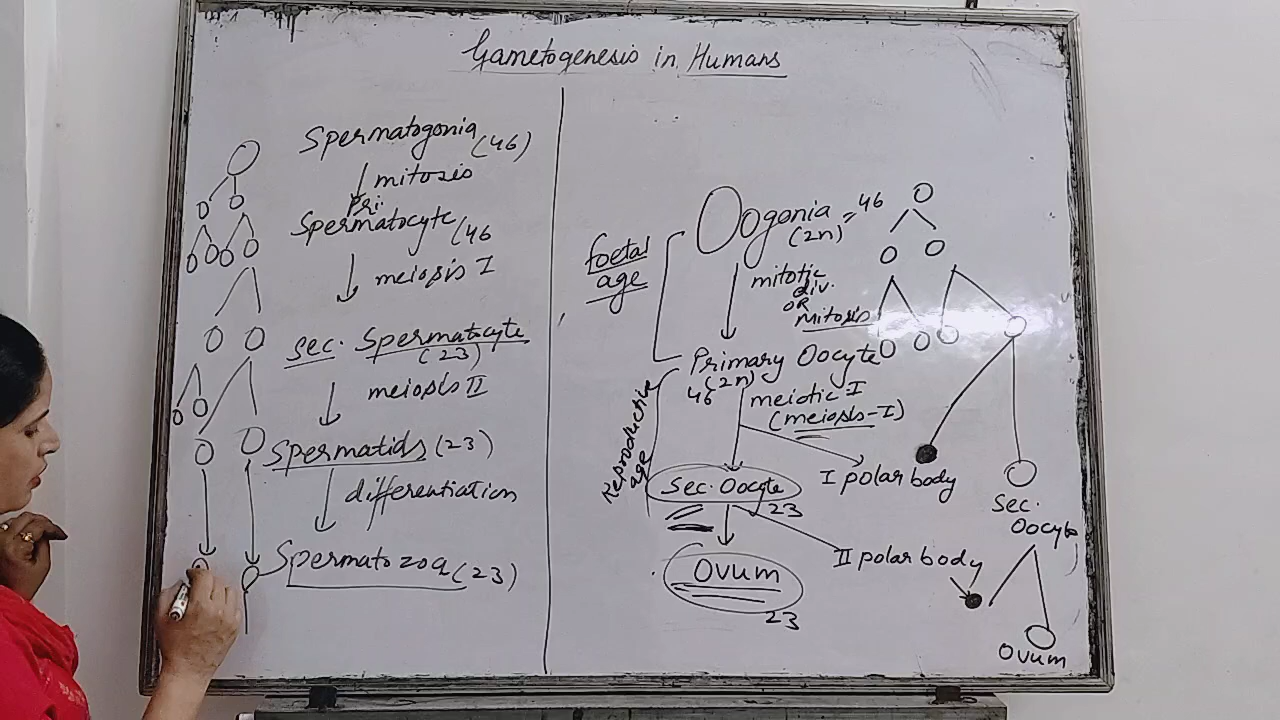 Gametogenesis in Humans
Spermatogonia (46)
mitosis
Pri.
Spermatocyte (46
meiosis I
sec. Spermatocyte
(23)
meiosis II
Spermatids (23)
differentiation
Spermatozoa (23)
foetal
age
Oogonia = 46
(2n)
mitotic
div.
OR
mitosis
Primary Oocyte
46 (2n)
Reproductive
age
meiotic I
(meiosis-I)
I polar body
Sec. Oocyte
23
II polar body
Ovum
23
Sec.
Oocyte
Ovum